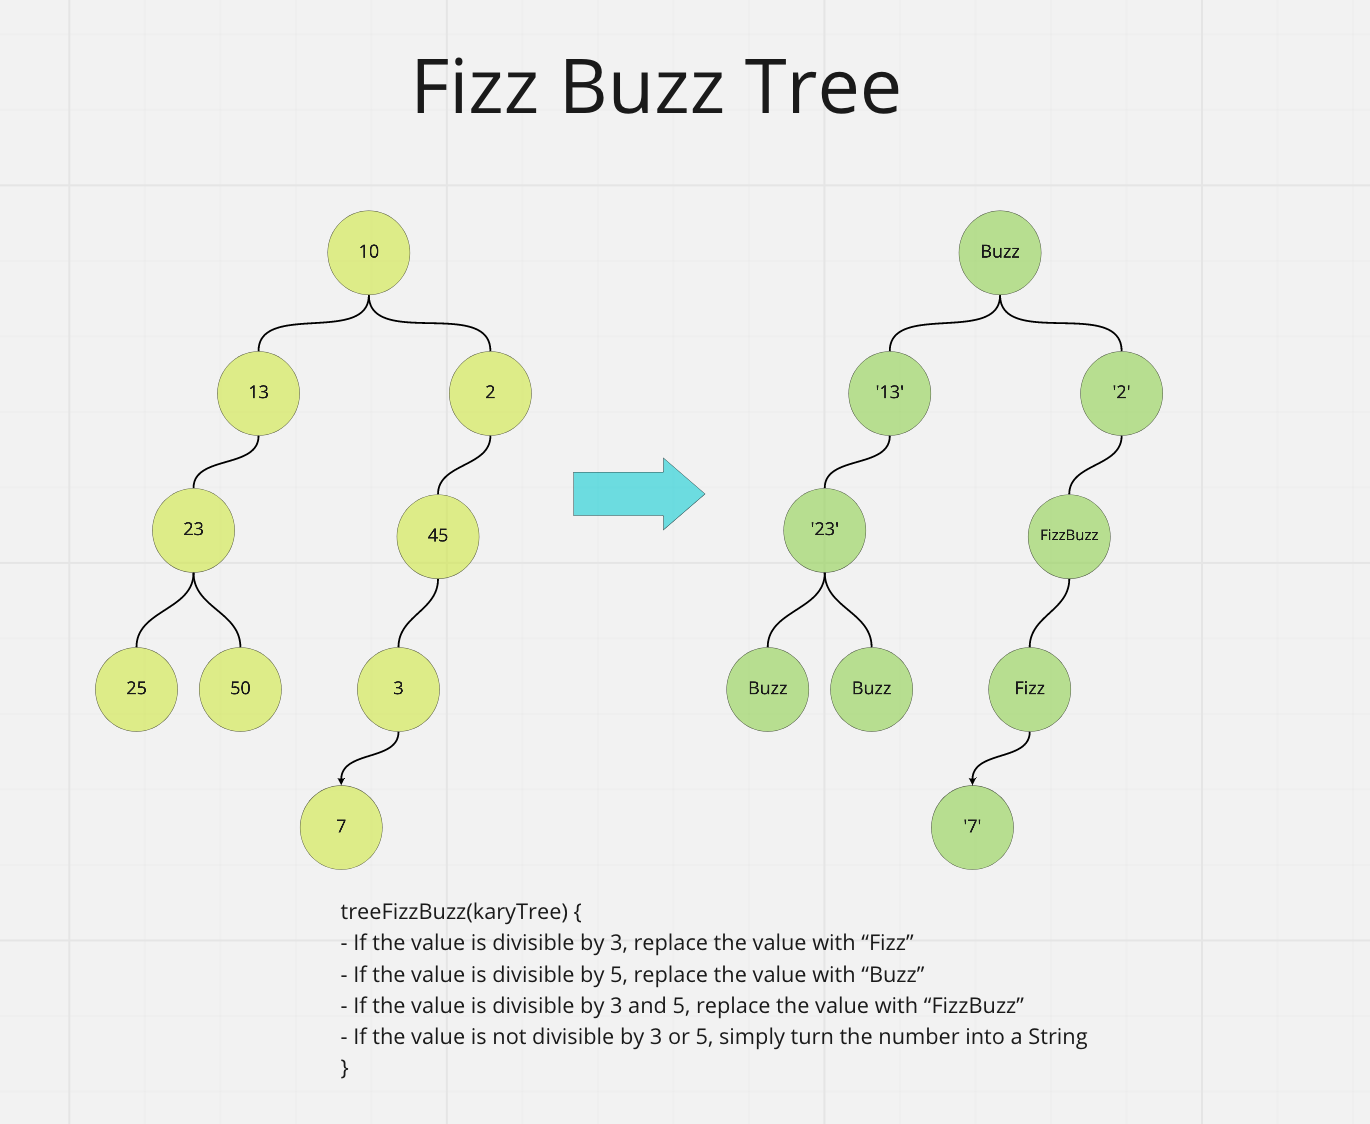 Fizz Buzz Tree
10
Buzz
13
2
'13'
'2'
23
45
'23'
FizzBuzz
25
50
3
Buzz
Buzz
Fizz
7
'7'
treeFizzBuzz(karyTree) {
- If the value is divisible by 3, replace the value with “Fizz”
- If the value is divisible by 5, replace the value with “Buzz”
- If the value is divisible by 3 and 5, replace the value with “FizzBuzz”
- If the value is not divisible by 3 or 5, simply turn the number into a String
}